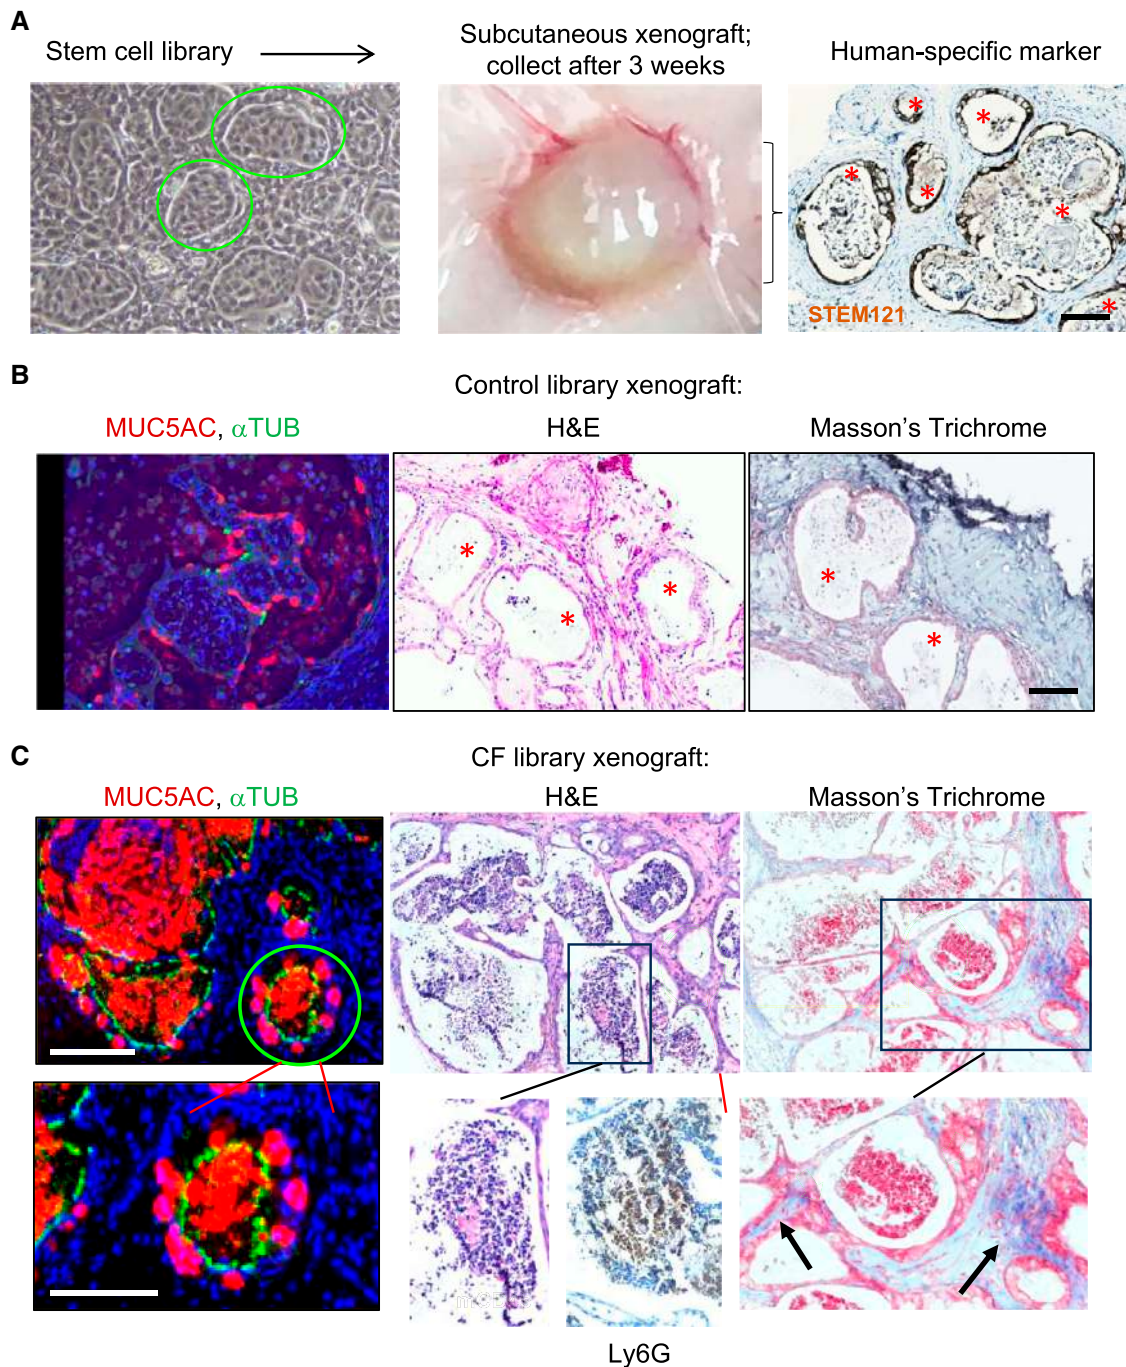 A
Stem cell library
Subcutaneous xenograft;
collect after 3 weeks
Human-specific marker
STEM121
B
Control library xenograft:
MUC5AC, αTUB
H&E
Masson's Trichrome
C
CF library xenograft:
MUC5AC, αTUB
H&E
Masson's Trichrome
Ly6G